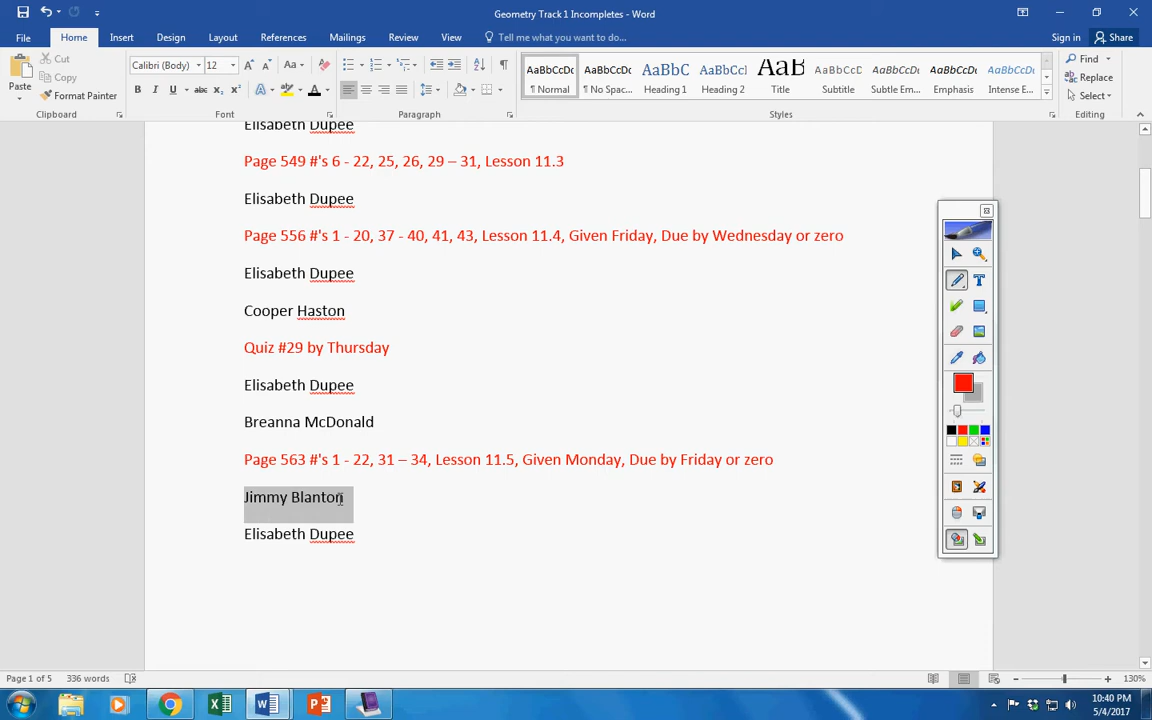 Geometry Track 1 Incompletes - Word
File Home Insert Design Layout References Mailings Review View Tell me what you want to do... Sign in Share
Paste
Cut
Copy
Format Painter
Clipboard
Calibri (Body) 12
B I U abc X₂ X²
Font
Paragraph
AaBbCcDc AaBbCcDc AaBbC AaBbCcl AaB AaBbCcD AaBbCcDc AaBbCcDc AaBbCcDc
¶ Normal ¶ No Spac... Heading 1 Heading 2 Title Subtitle Subtle Em... Emphasis Intense E...
Styles
Find
Replace
Select
Editing
Elisabeth Dupee
Page 549 #'s 6 - 22, 25, 26, 29 – 31, Lesson 11.3
Elisabeth Dupee
Page 556 #'s 1 - 20, 37 - 40, 41, 43, Lesson 11.4, Given Friday, Due by Wednesday or zero
Elisabeth Dupee
Cooper Haston
Quiz #29 by Thursday
Elisabeth Dupee
Breanna McDonald
Page 563 #'s 1 - 22, 31 – 34, Lesson 11.5, Given Monday, Due by Friday or zero
Jimmy Blanton
Elisabeth Dupee
Page 1 of 5 336 words 130%
10:40 PM
5/4/2017